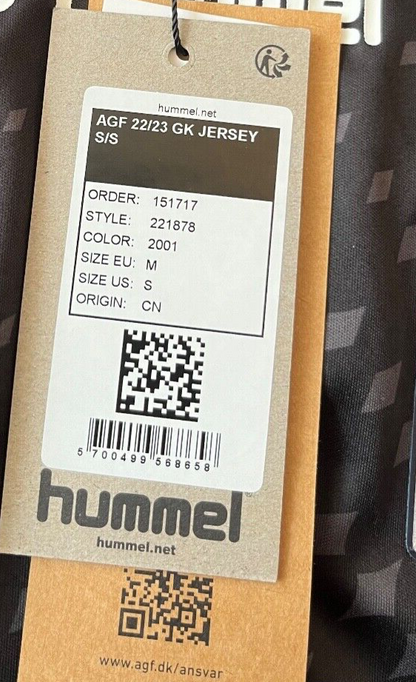 hummel
hummel.net
AGF 22/23 GK JERSEY
S/S
ORDER: 151717
STYLE: 221878
COLOR: 2001
SIZE EU: M
SIZE US: S
ORIGIN: CN
5 700499 568658
hummel
hummel.net
www.agf.dk/ansvar